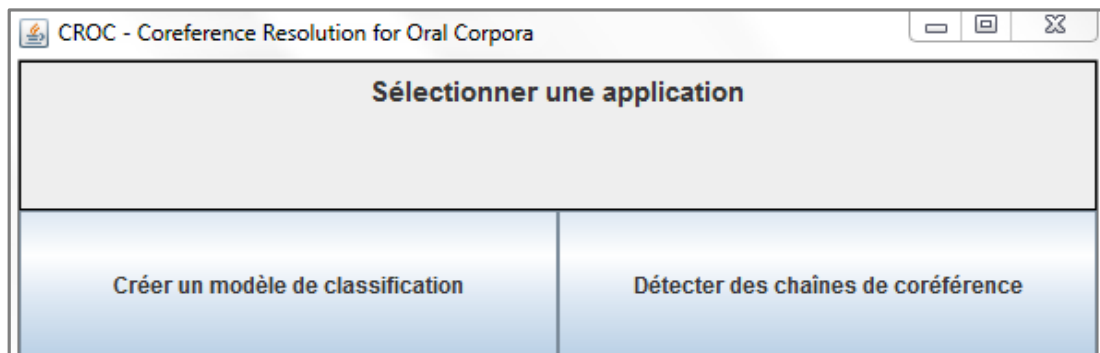 CROC - Coreference Resolution for Oral Corpora
Sélectionner une application
Créer un modèle de classification
Détecter des chaînes de coréférence